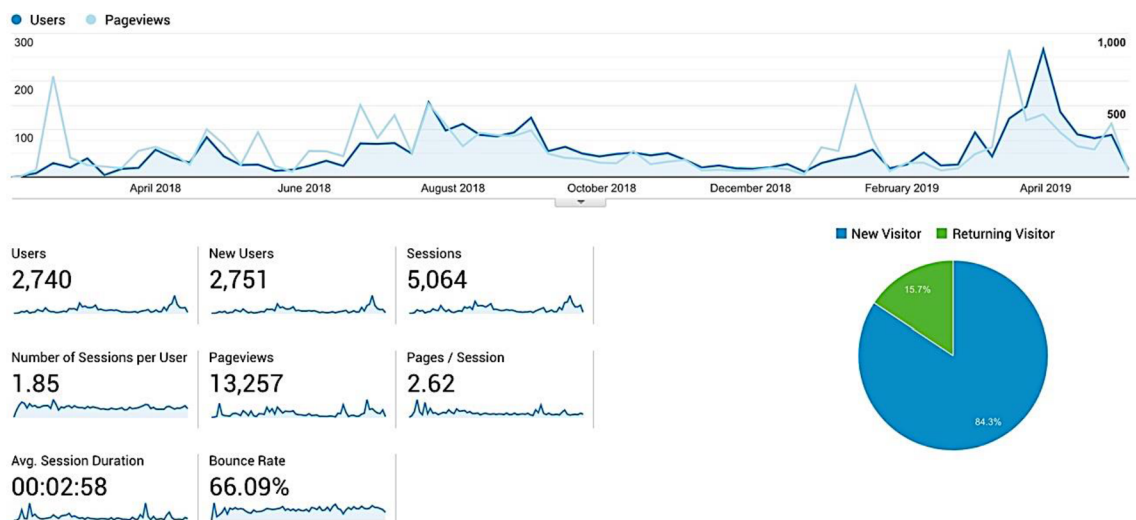 Users Pageviews
300 1,000
200
100 500
April 2018 June 2018 August 2018 October 2018 December 2018 February 2019 April 2019
New Visitor Returning Visitor
Users New Users Sessions
2,740 2,751 5,064
15.7%
Number of Sessions per User Pageviews Pages / Session
1.85 13,257 2.62
84.3%
Avg. Session Duration Bounce Rate
00:02:58 66.09%